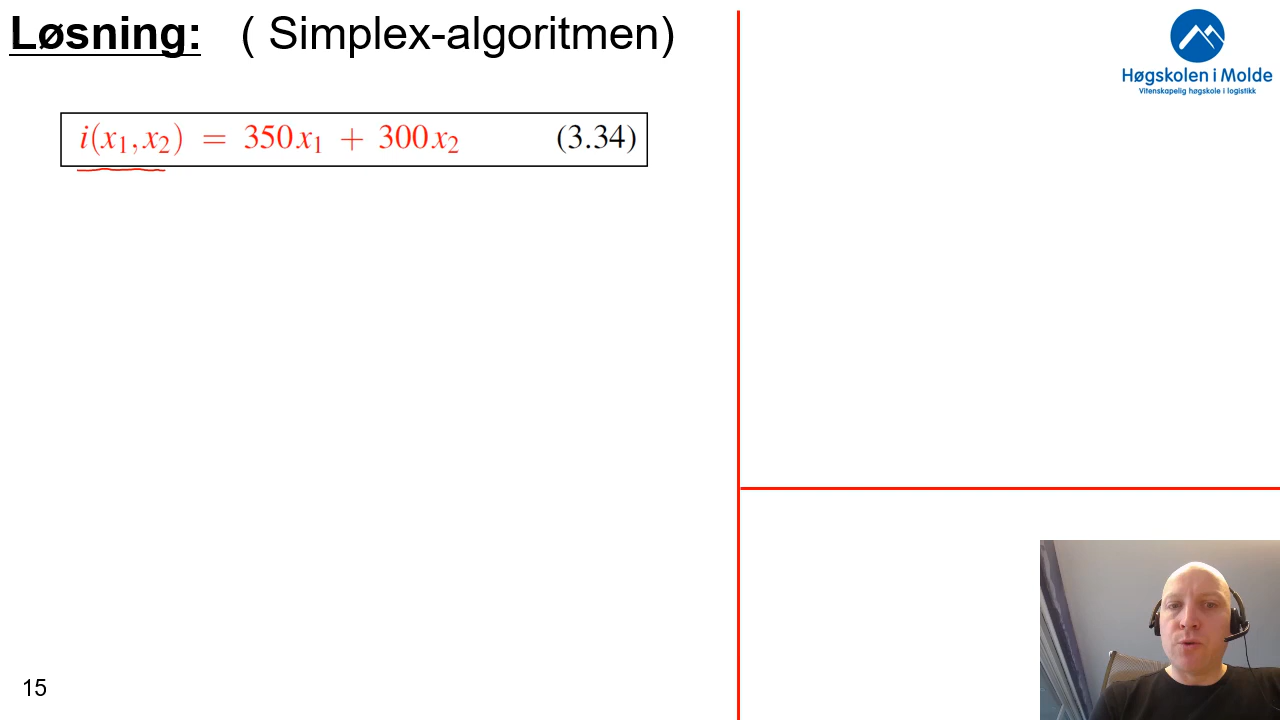 Løsning: ( Simplex-algoritmen)
Høgskolen i Molde
Vitenskapelig høgskole i logistikk
i(x₁,x₂) = 350x₁ + 300x₂ (3.34)
15